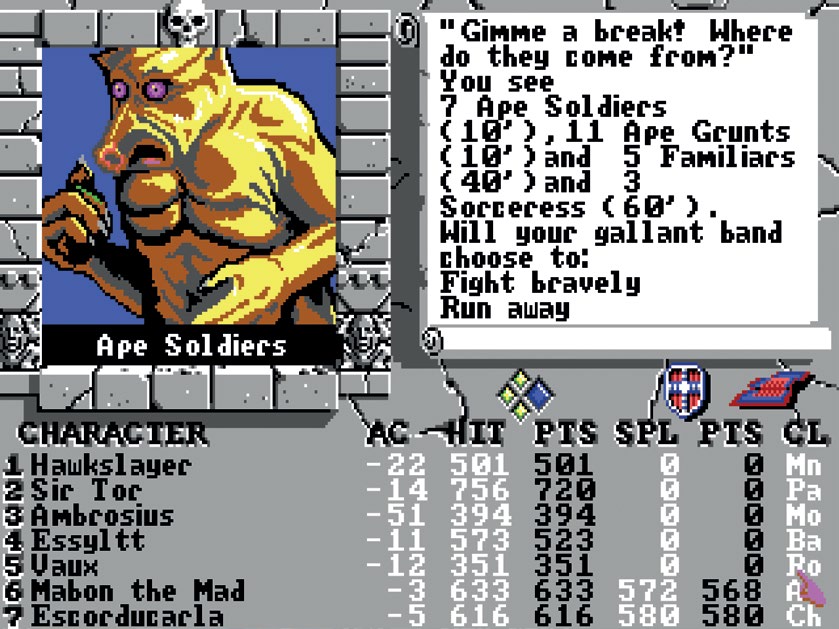 "Gimme a break! Where
do they come from?"
You see
7 Ape Soldiers
(10'), 11 Ape Grunts
(10')and 5 Familiars
(40')and 3
Sorceress (60').
Will your gallant band
choose to:
Fight bravely
Run away
Ape Soldiers
CHARACTER AC HIT PTS SPL PTS CL
1 Hawkslayer -22 501 501 0 0 Mn
2 Sir Tor -14 756 720 0 0 Pa
3 Ambrosius -51 394 394 0 0 Mo
4 Essyltt -11 573 523 0 0 Ba
5 Vaux -12 351 351 0 0 Ro
6 Mabon the Mad -3 633 633 572 568
7 Escorducarla -5 616 616 580 580 Ch